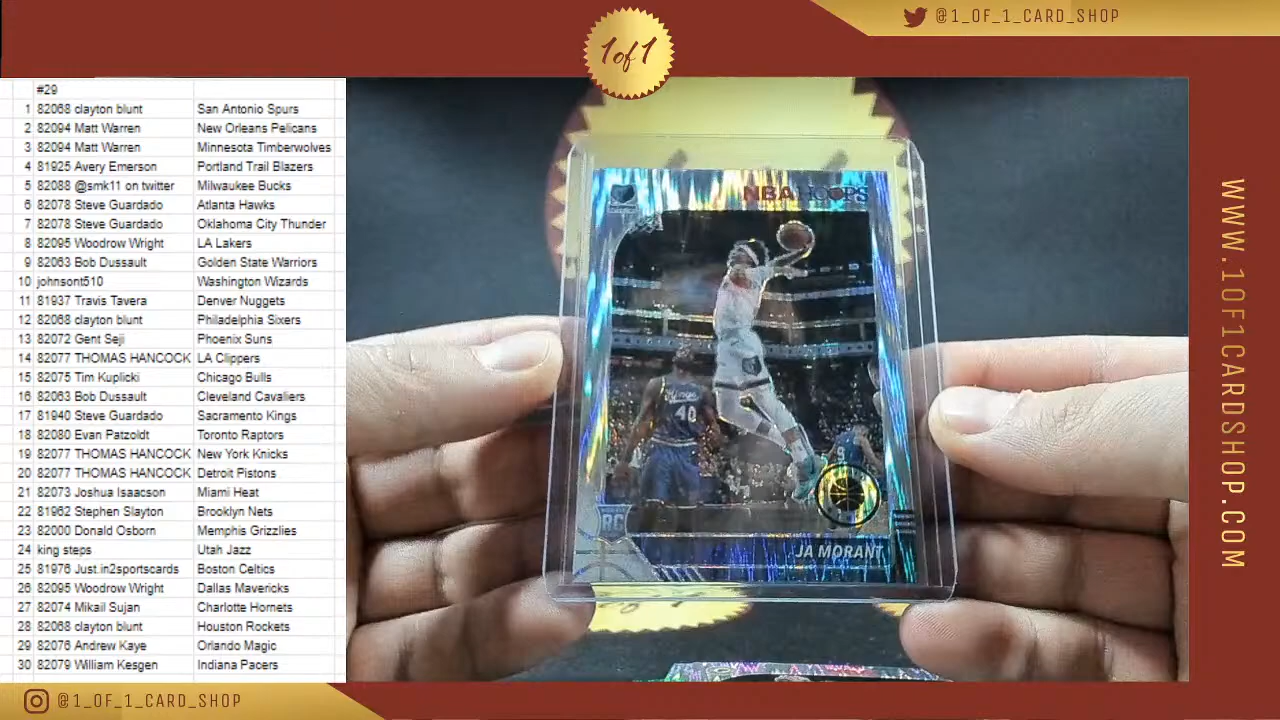 @1_OF_1_CARD_SHOP
1of1
#29
1 82068 clayton blunt San Antonio Spurs
2 82094 Matt Warren New Orleans Pelicans
3 82094 Matt Warren Minnesota Timberwolves
4 81925 Avery Emerson Portland Trail Blazers
5 82088 @smk11 on twitter Milwaukee Bucks
6 82078 Steve Guardado Atlanta Hawks
7 82078 Steve Guardado Oklahoma City Thunder
8 82095 Woodrow Wright LA Lakers
9 82063 Bob Dussault Golden State Warriors
10 johnsont510 Washington Wizards
11 81937 Travis Tavera Denver Nuggets
12 82068 clayton blunt Philadelphia Sixers
13 82072 Gent Seji Phoenix Suns
14 82077 THOMAS HANCOCK LA Clippers
15 82075 Tim Kuplicki Chicago Bulls
16 82063 Bob Dussault Cleveland Cavaliers
17 81940 Steve Guardado Sacramento Kings
18 82080 Evan Patzoldt Toronto Raptors
19 82077 THOMAS HANCOCK New York Knicks
20 82077 THOMAS HANCOCK Detroit Pistons
21 82073 Joshua Isaacson Miami Heat
22 81962 Stephen Slayton Brooklyn Nets
23 82000 Donald Osborn Memphis Grizzlies
24 king steps Utah Jazz
25 81976 Just.in2sportscards Boston Celtics
26 82095 Woodrow Wright Dallas Mavericks
27 82074 Mikail Sujan Charlotte Hornets
28 82068 clayton blunt Houston Rockets
29 82076 Andrew Kaye Orlando Magic
30 82079 William Kesgen Indiana Pacers
NBA HOOPS
Kings
40
RC
JA MORANT
WWW.1OF1CARDSHOP.COM
@1_OF_1_CARD_SHOP